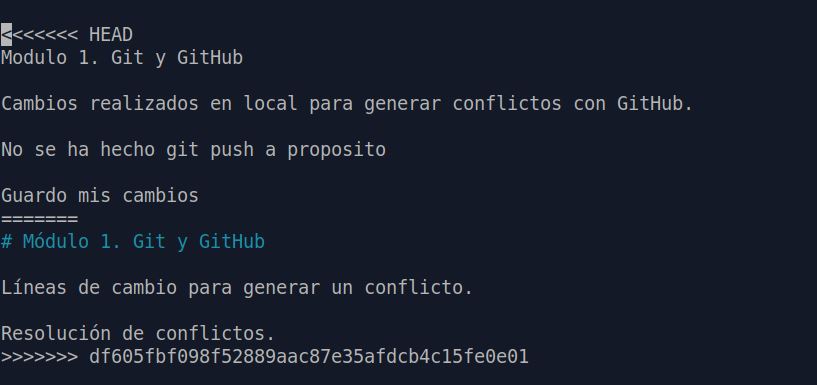 <<<<<<< HEAD
Modulo 1. Git y GitHub
Cambios realizados en local para generar conflictos con GitHub.
No se ha hecho git push a proposito
Guardo mis cambios
=======
# Módulo 1. Git y GitHub
Líneas de cambio para generar un conflicto.
Resolución de conflictos.
>>>>>>> df605fbf098f52889aac87e35afdcb4c15fe0e01